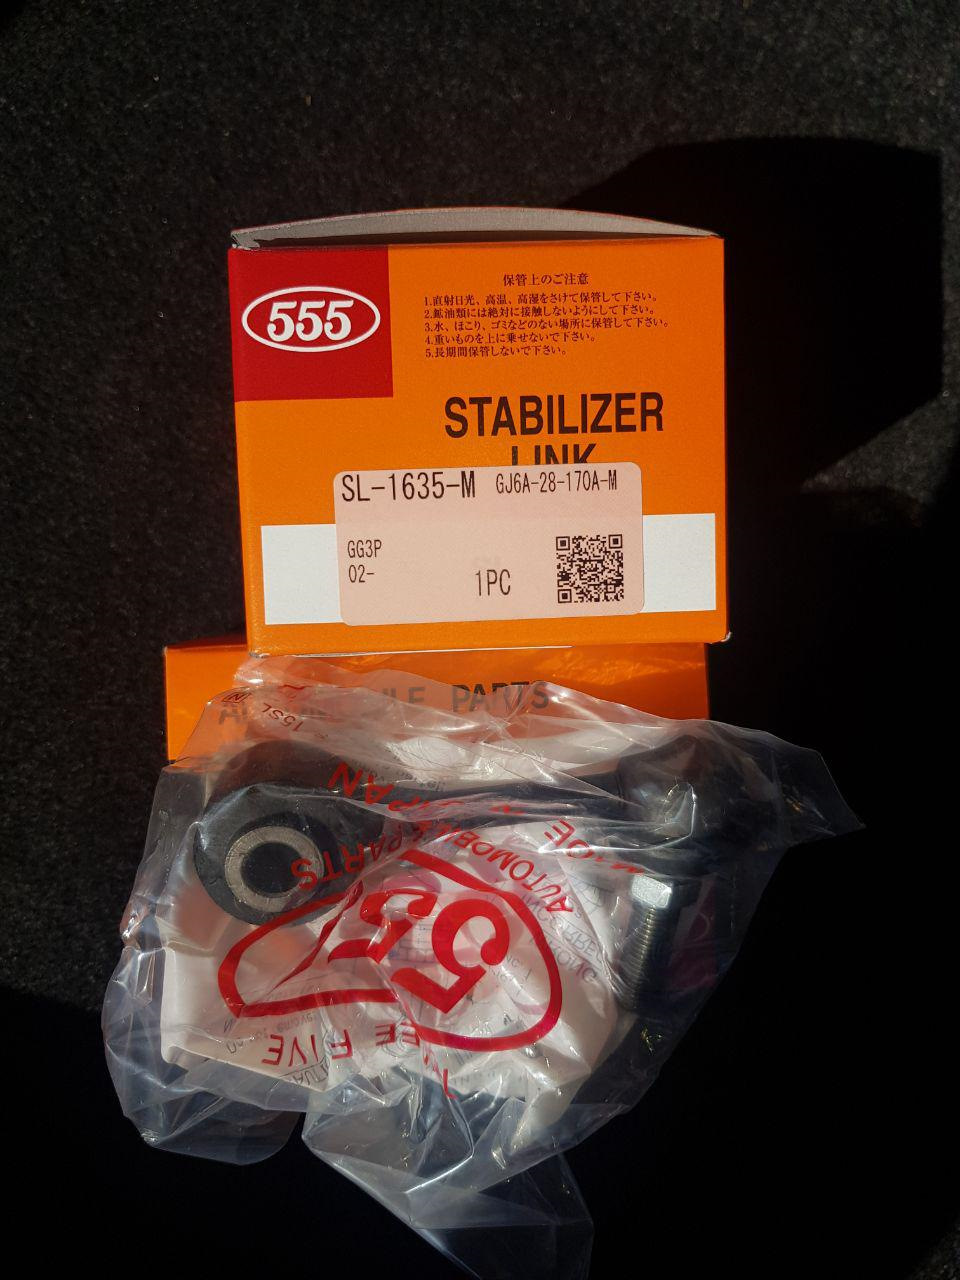 555
保管上のご注意
1.直射日光、高温、高湿をさけて保管して下さい。
2.鉱油類には絶対に接触しないようにして下さい。
3.水、ほこり、ゴミなどのない場所に保管して下さい。
4.重いものを上に乗せないで下さい。
5.長期間保管しないで下さい。
STABILIZER
LINK
SL-1635-M GJ6A-28-170A-M
GG3P
02-
1PC
PARTS
AUTOMOBILE PARTS
555
FIVE